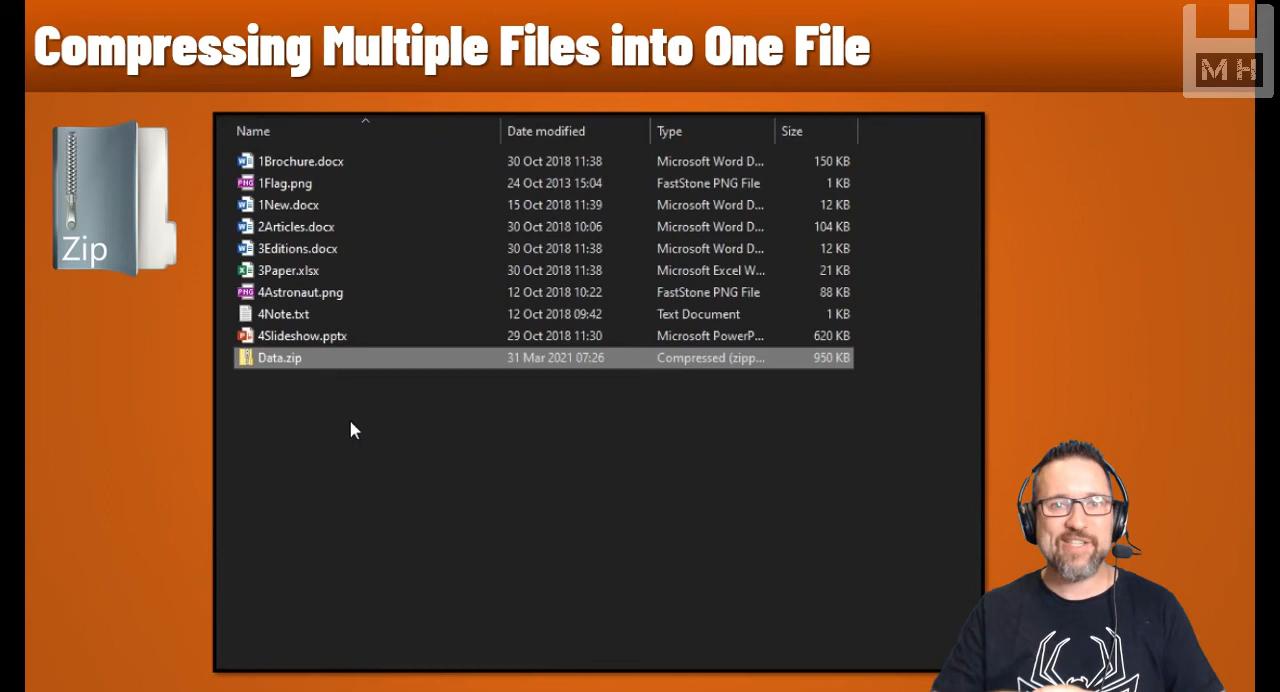 Compressing Multiple Files into One File
MH
Zip
Name Date modified Type Size
1Brochure.docx 30 Oct 2018 11:38 Microsoft Word D... 150 KB
1Flag.png 24 Oct 2013 15:04 FastStone PNG File 1 KB
1New.docx 15 Oct 2018 11:39 Microsoft Word D... 12 KB
2Articles.docx 30 Oct 2018 10:06 Microsoft Word D... 104 KB
3Editions.docx 30 Oct 2018 11:38 Microsoft Word D... 12 KB
3Paper.xlsx 30 Oct 2018 11:38 Microsoft Excel W... 21 KB
4Astronaut.png 12 Oct 2018 10:22 FastStone PNG File 88 KB
4Note.txt 12 Oct 2018 09:42 Text Document 1 KB
4Slideshow.pptx 29 Oct 2018 11:30 Microsoft PowerP... 620 KB
Data.zip 31 Mar 2021 07:26 Compressed (zipp... 950 KB